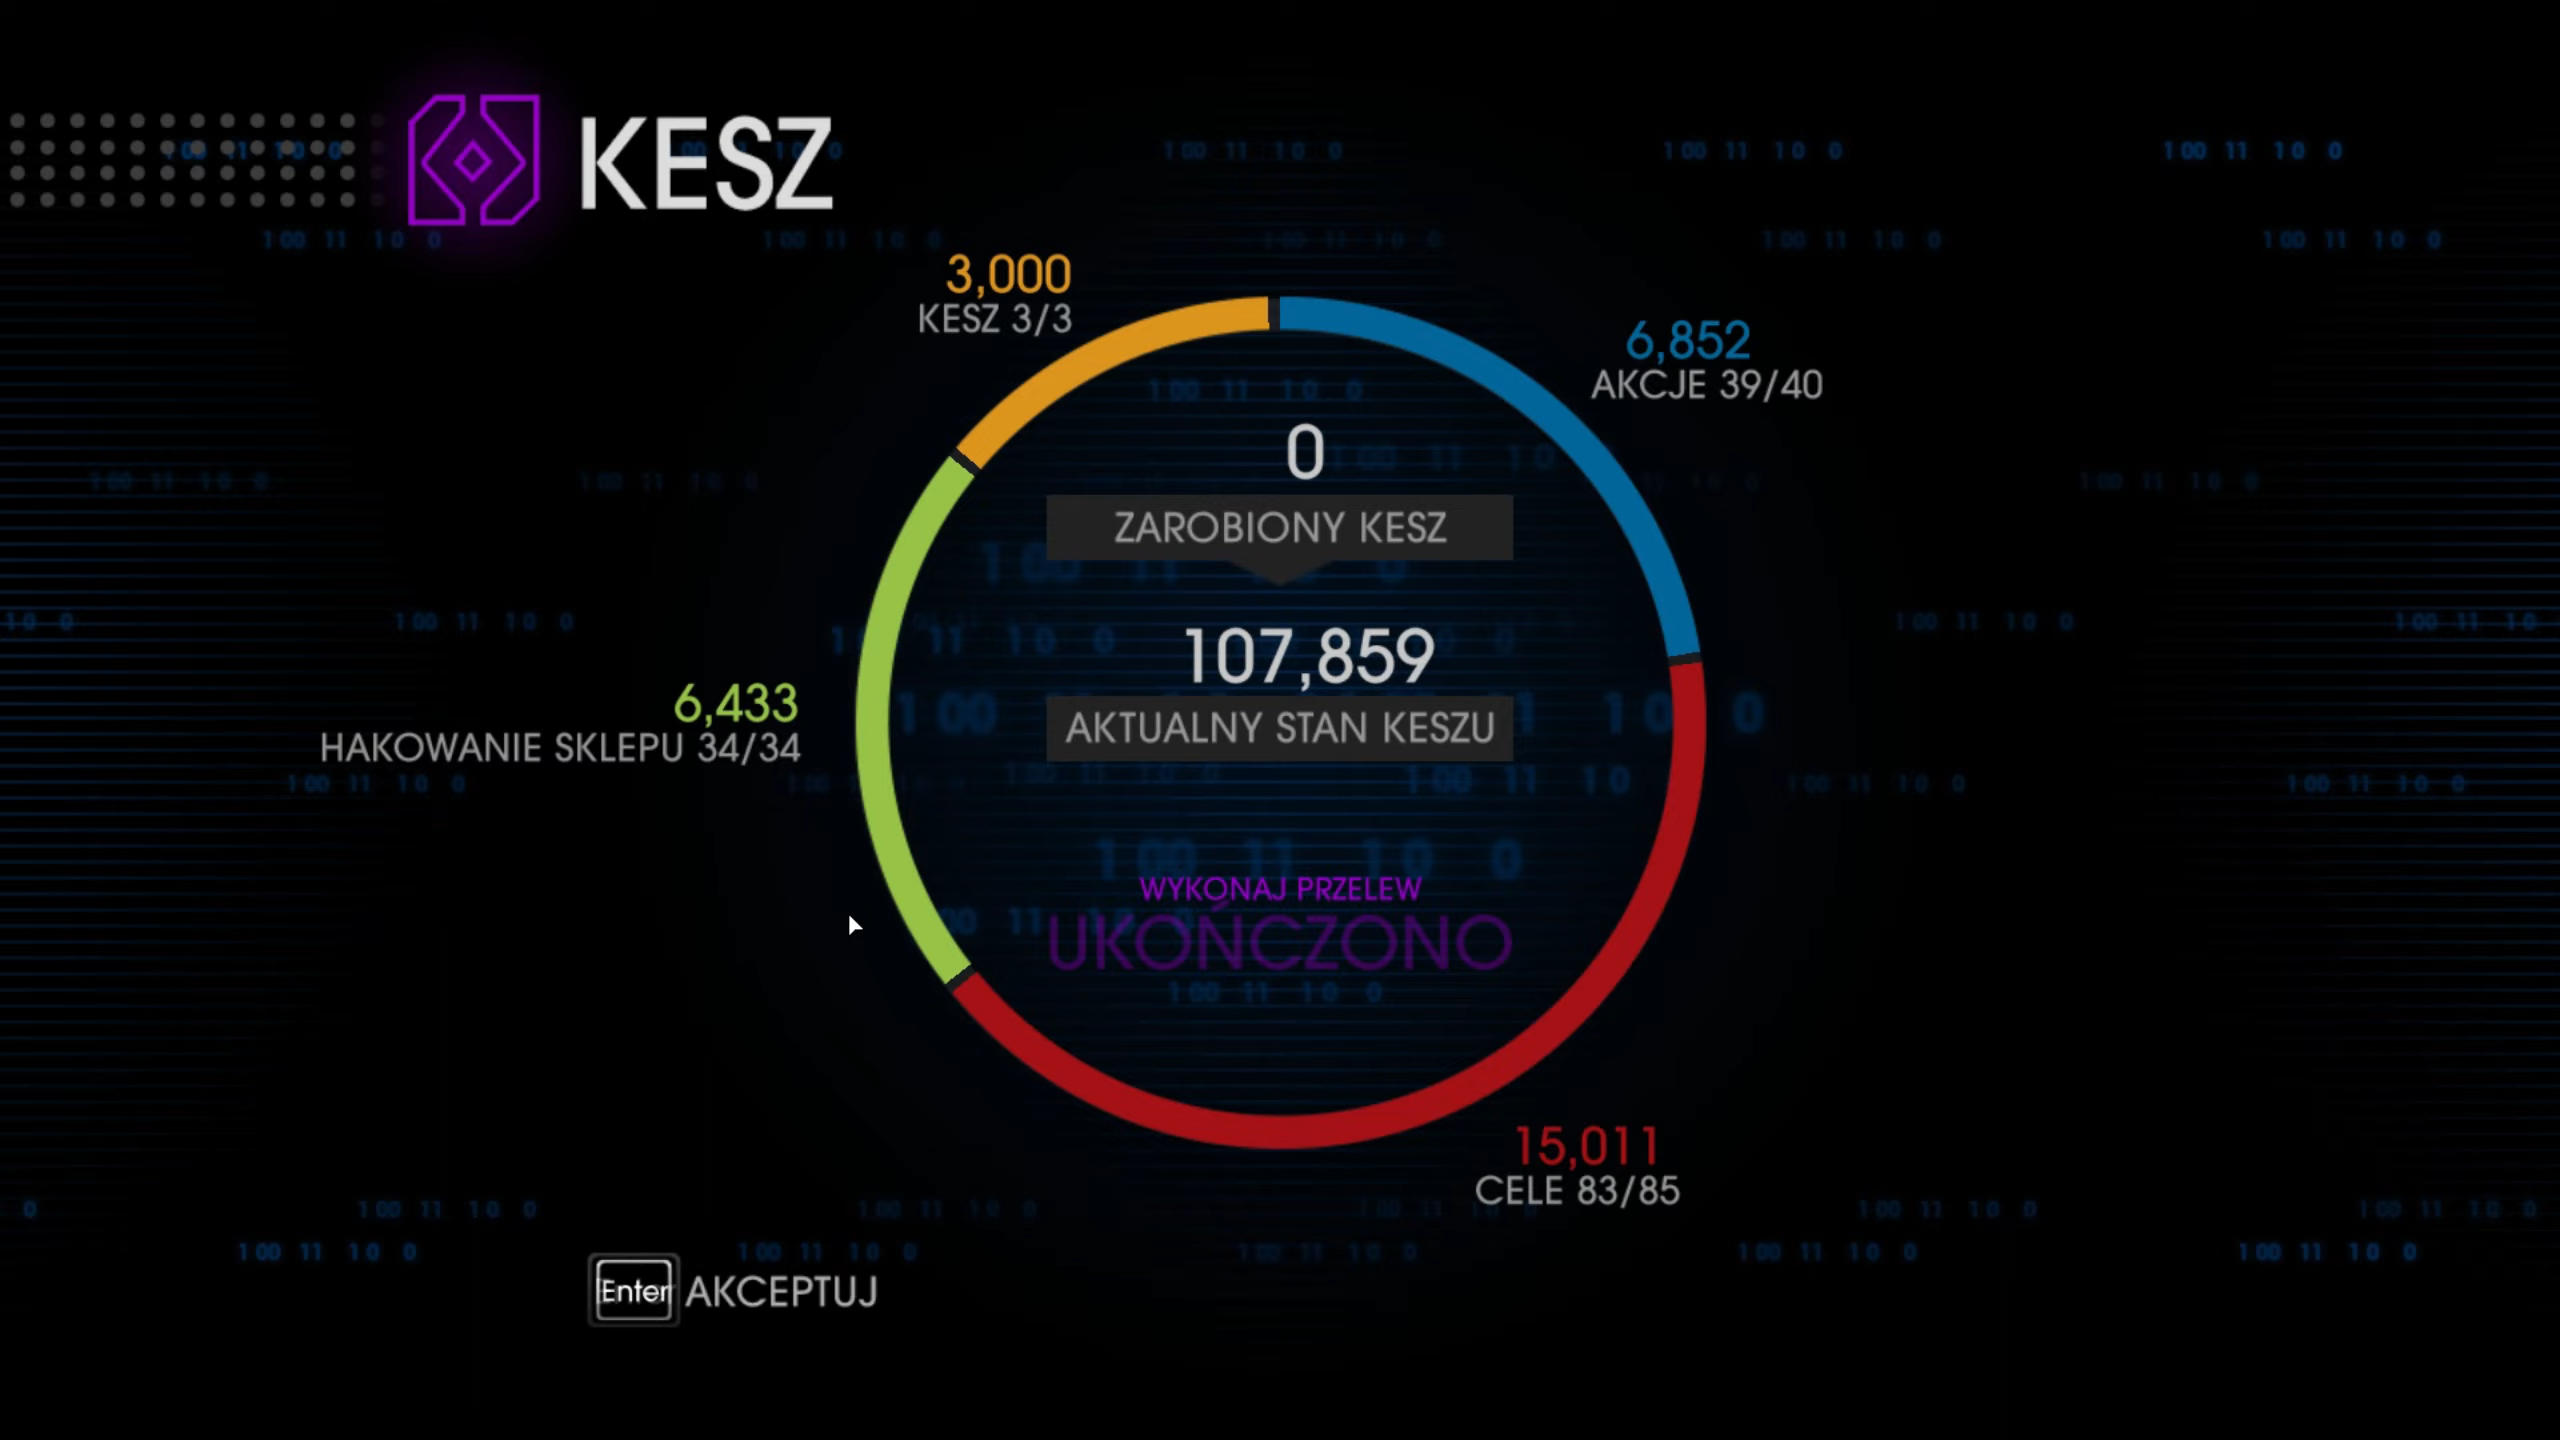 KESZ
3,000
KESZ 3/3
6,852
AKCJE 39/40
0
ZAROBIONY KESZ
107,859
AKTUALNY STAN KESZU
6,433
HAKOWANIE SKLEPU 34/34
WYKONAJ PRZELEW
UKOŃCZONO
15,011
CELE 83/85
Enter AKCEPTUJ